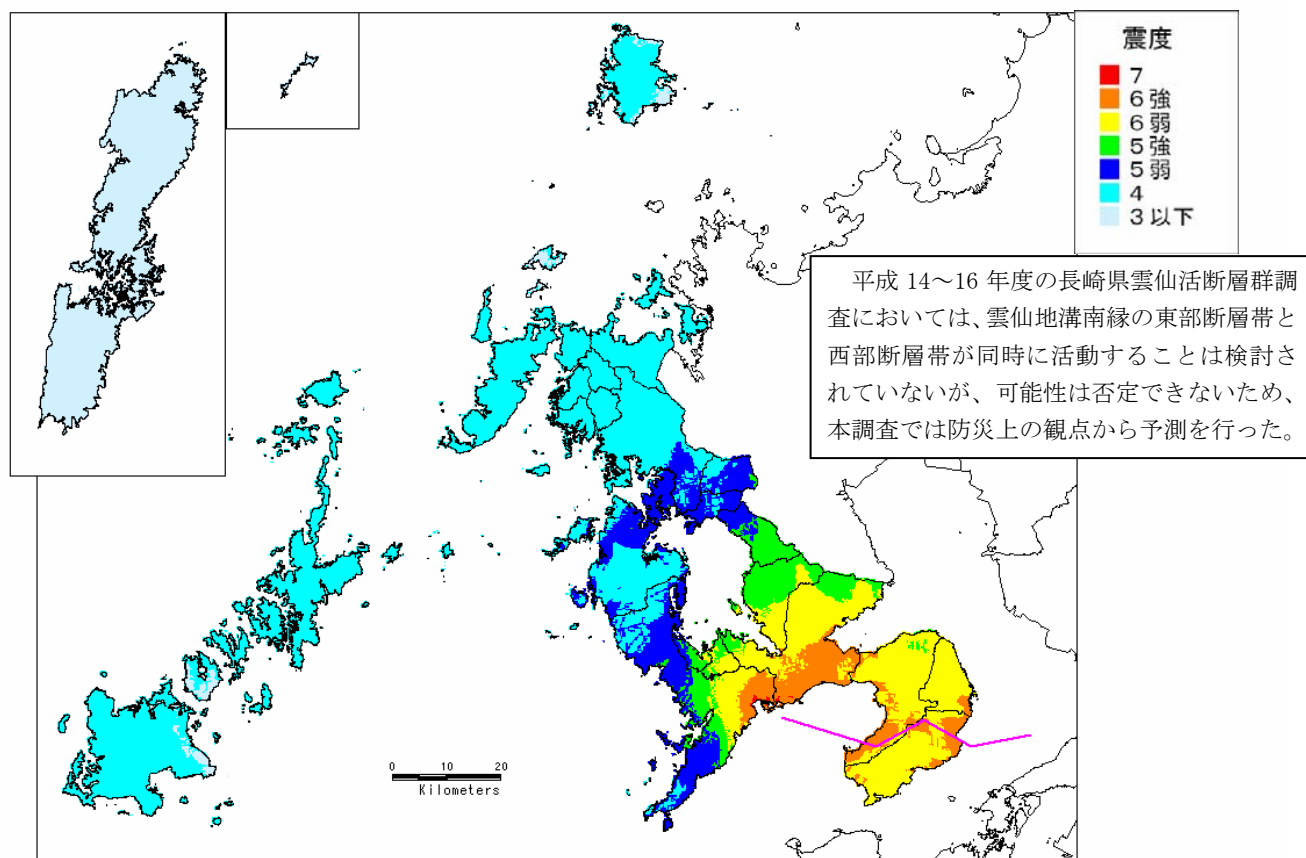 震度
7
6強
6弱
5強
5弱
4
3以下
平成 14～16 年度の長崎県雲仙活断層群調
査においては、雲仙地溝南縁の東部断層帯と
西部断層帯が同時に活動することは検討さ
れていないが、可能性は否定できないため、
本調査では防災上の観点から予測を行った。
0 10 20
Kilometers